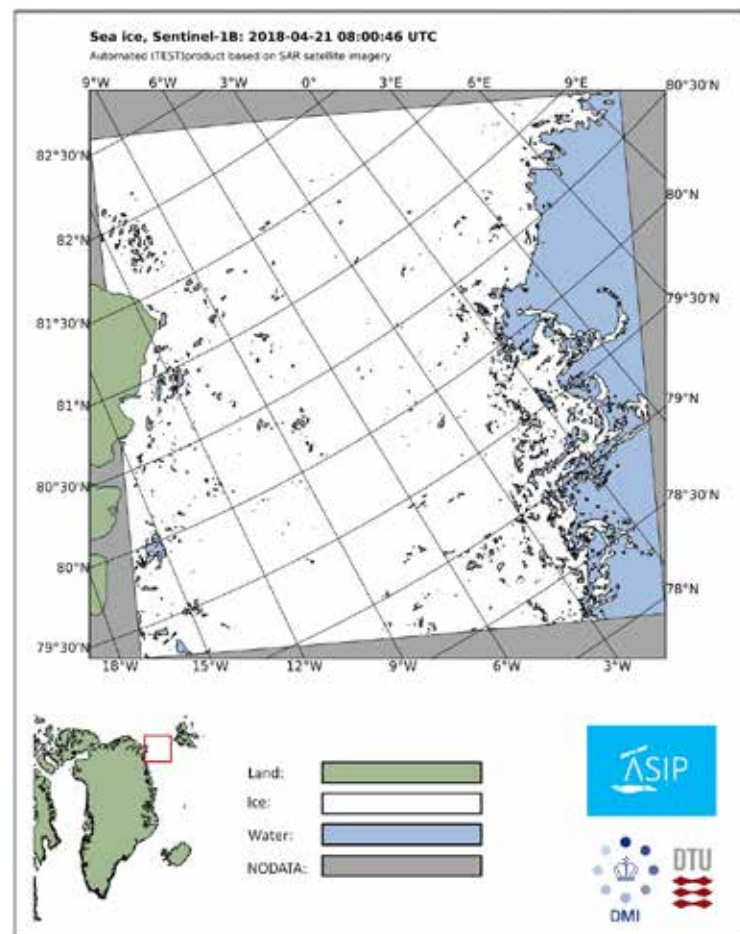 Sea ice, Sentinel-1B: 2018-04-21 08:00:46 UTC
Automated (TEST)product based on SAR satellite imagery
9°W 6°W 3°W 0° 3°E 6°E 9°E 80°30'N
82°30'N
80°N
82°N
79°30'N
81°30'N
79°N
81°N
78°30'N
80°30'N
78°N
80°N
79°30'N
18°W 15°W 12°W 9°W 6°W 3°W
Land:
Ice:
Water:
NODATA:
ASIP
DTU
DMI